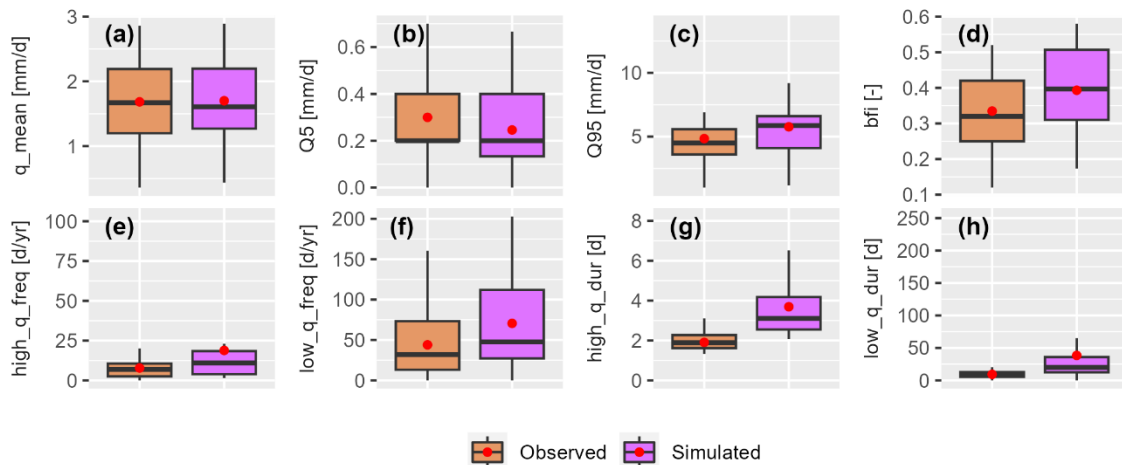 (a)
q_mean [mm/d]
3
2
1
(b)
Q5 [mm/d]
0.6
0.4
0.2
0.0
(c)
Q95 [mm/d]
10
5
(d)
bfi [-]
0.6
0.5
0.4
0.3
0.2
0.1
(e)
high_q_freq [d/yr]
100
75
50
25
0
(f)
low_q_freq [d/yr]
200
150
100
50
0
(g)
high_q_dur [d]
8
6
4
2
0
(h)
low_q_dur [d]
250
200
150
100
50
0
Observed Simulated